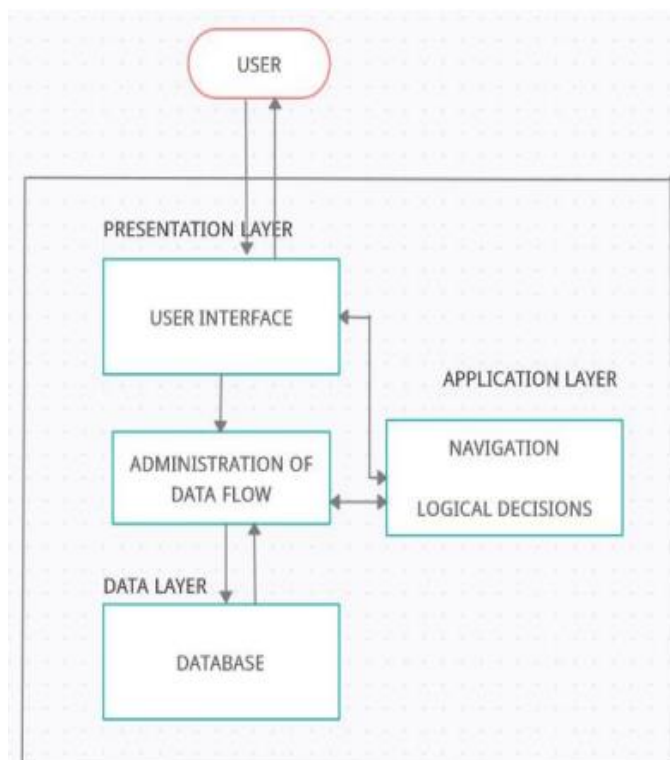 USER
PRESENTATION LAYER
USER INTERFACE
APPLICATION LAYER
NAVIGATION
LOGICAL DECISIONS
ADMINISTRATION OF
DATA FLOW
DATA LAYER
DATABASE